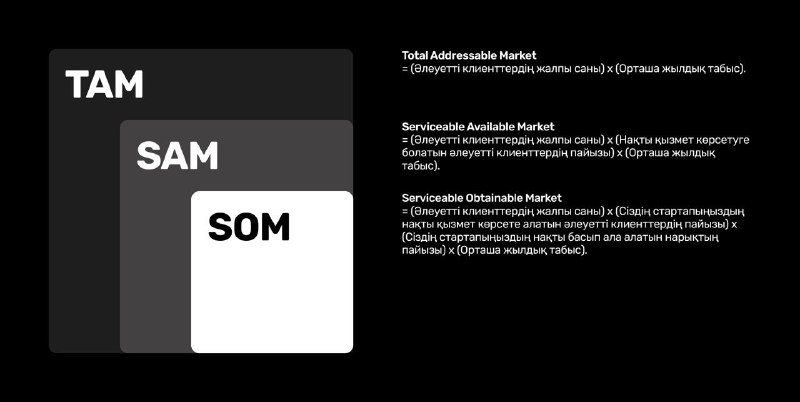 TAM
SAM
SOM
Total Addressable Market
= (Әлеуетті клиенттердің жалпы саны) x (Орташа жылдық табыс).
Serviceable Available Market
= (Әлеуетті клиенттердің жалпы саны) x (Нақты қызмет көрсетуге
болатын әлеуетті клиенттердің пайызы) x (Орташа жылдық
табыс).
Serviceable Obtainable Market
= (Әлеуетті клиенттердің жалпы саны) x (Сіздің стартапыңыздың
нақты қызмет көрсете алатын әлеуетті клиенттердің пайызы) x
(Сіздің стартапыңыздың нақты басып ала алатын нарықтың
пайызы) x (Орташа жылдық табыс).